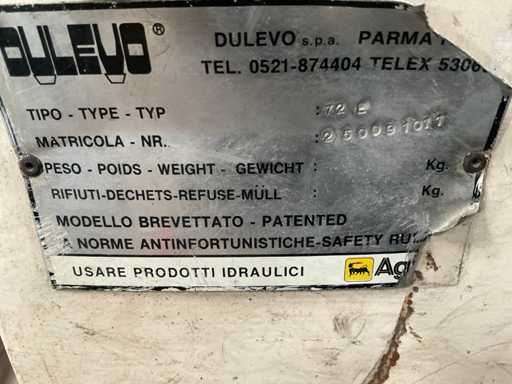 DULEVO®
DULEVO s.p.a. PARMA
TEL. 0521-874404 TELEX
TIPO - TYPE - TYP :72 L
MATRICOLA - NR. :
PESO - POIDS - WEIGHT - GEWICHT : Kg.
RIFIUTI-DECHETS-REFUSE-MÜLL : Kg.
MODELLO BREVETTATO - PATENTED
A NORME ANTINFORTUNISTICHE-SAFETY
USARE PRODOTTI IDRAULICI